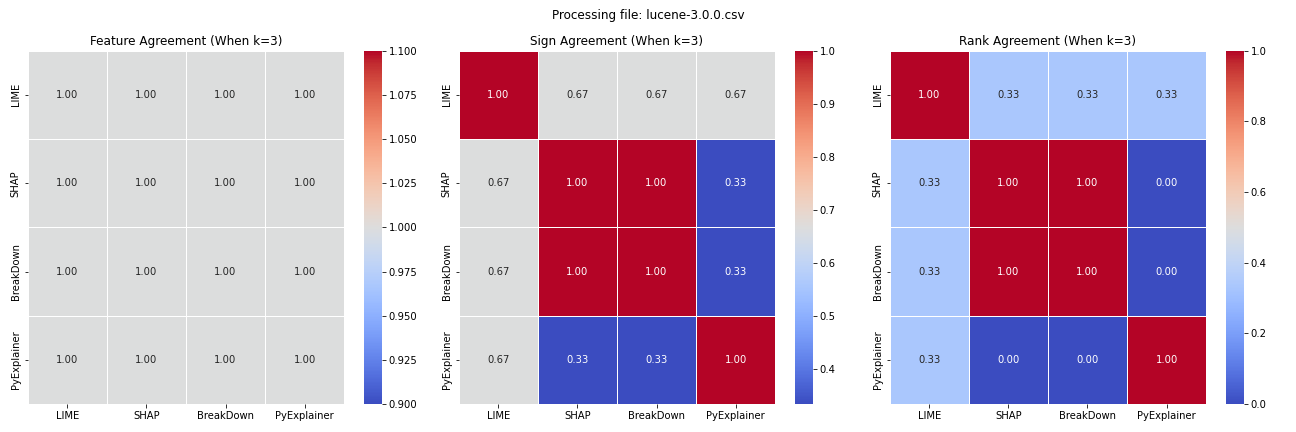 Processing file: lucene-3.0.0.csv
Feature Agreement (When k=3)
LIME 1.00 1.00 1.00 1.00
SHAP 1.00 1.00 1.00 1.00
BreakDown 1.00 1.00 1.00 1.00
PyExplainer 1.00 1.00 1.00 1.00
LIME SHAP BreakDown PyExplainer
1.100
1.075
1.050
1.025
1.000
0.975
0.950
0.925
0.900
Sign Agreement (When k=3)
LIME 1.00 0.67 0.67 0.67
SHAP 0.67 1.00 1.00 0.33
BreakDown 0.67 1.00 1.00 0.33
PyExplainer 0.67 0.33 0.33 1.00
LIME SHAP BreakDown PyExplainer
1.0
0.9
0.8
0.7
0.6
0.5
0.4
Rank Agreement (When k=3)
LIME 1.00 0.33 0.33 0.33
SHAP 0.33 1.00 1.00 0.00
BreakDown 0.33 1.00 1.00 0.00
PyExplainer 0.33 0.00 0.00 1.00
LIME SHAP BreakDown PyExplainer
1.0
0.8
0.6
0.4
0.2
0.0